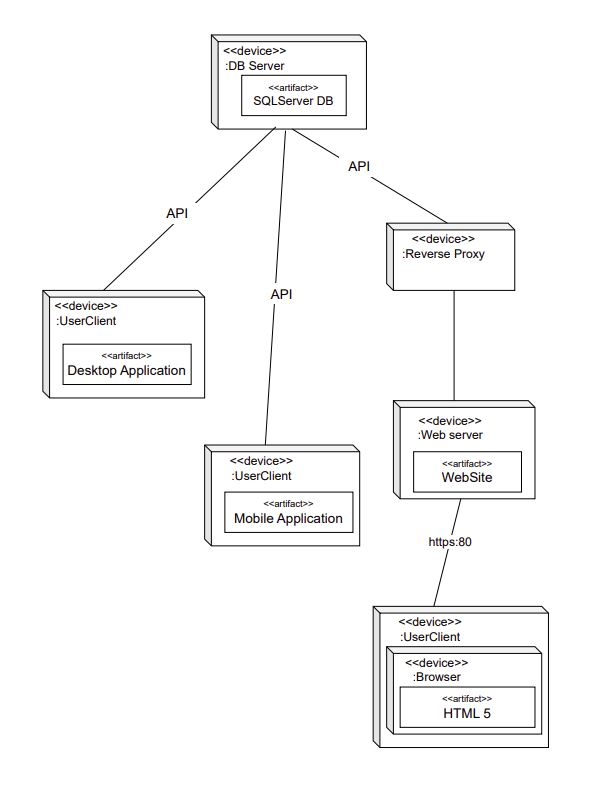 <<device>>
:DB Server
<<artifact>>
SQLServer DB
API
API
API
<<device>>
:Reverse Proxy
<<device>>
:UserClient
<<artifact>>
Desktop Application
<<device>>
:Web server
<<artifact>>
WebSite
<<device>>
:UserClient
<<artifact>>
Mobile Application
https:80
<<device>>
:UserClient
<<device>>
:Browser
<<artifact>>
HTML 5